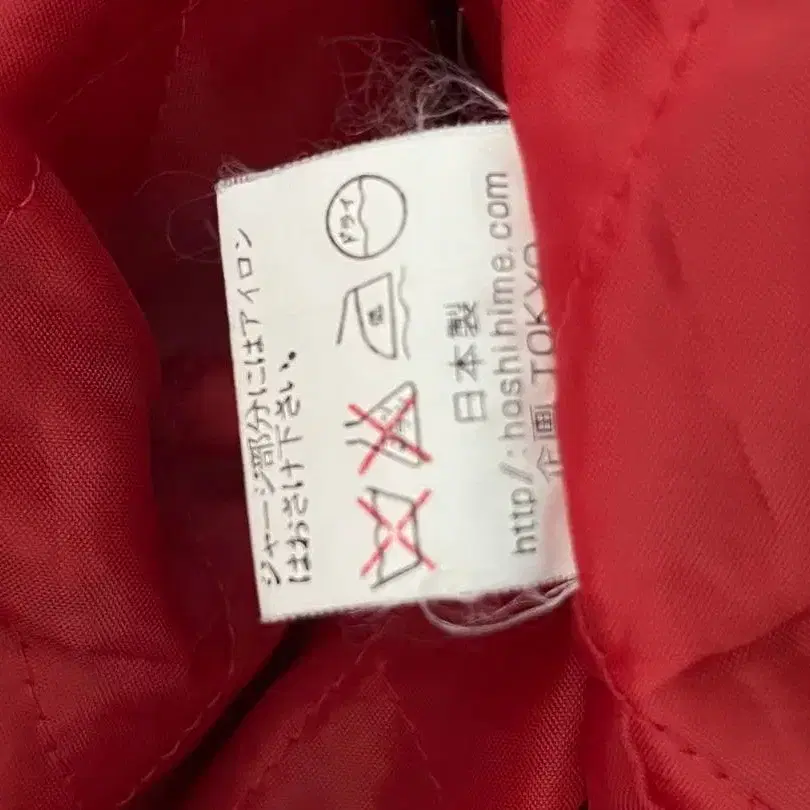 ジャージ部分にはアイロン
はおさけ下さい。
ドライ
日本製
http/:hoshihime.com
企画 TOKYO